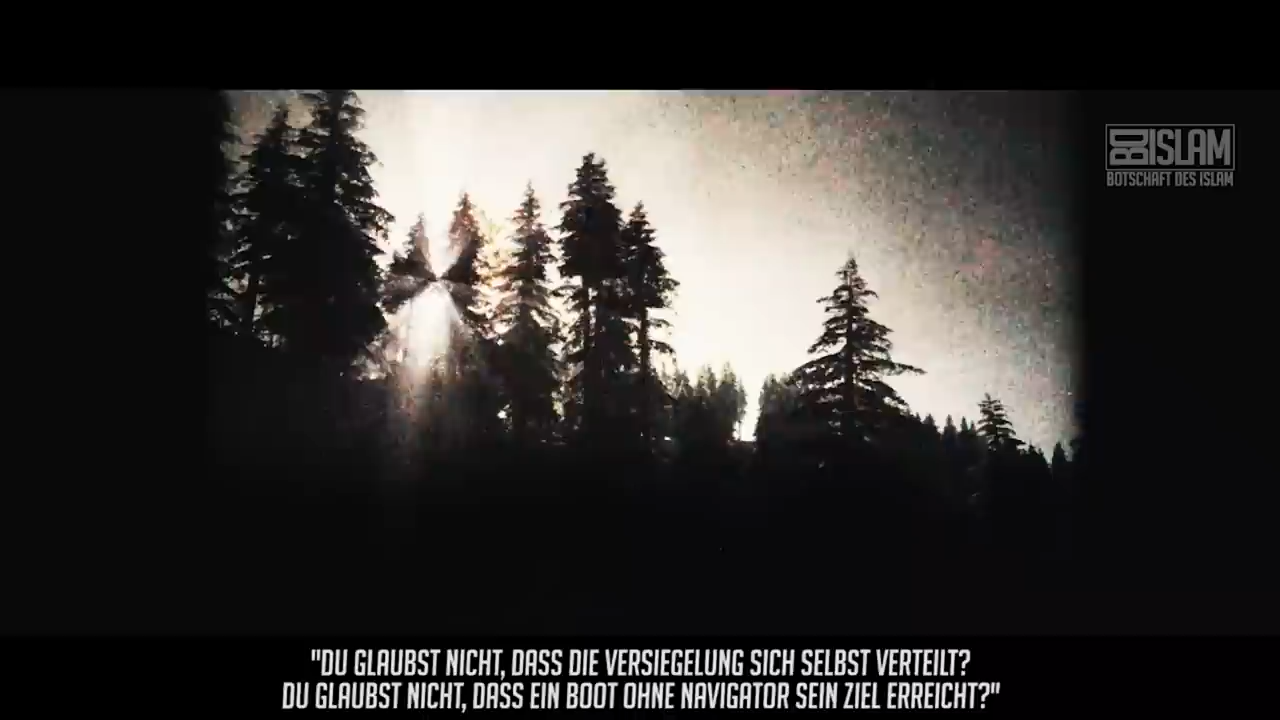 BDISLAM
BOTSCHAFT DES ISLAM
"DU GLAUBST NICHT, DASS DIE VERSIEGELUNG SICH SELBST VERTEILT?
DU GLAUBST NICHT, DASS EIN BOOT OHNE NAVIGATOR SEIN ZIEL ERREICHT?"